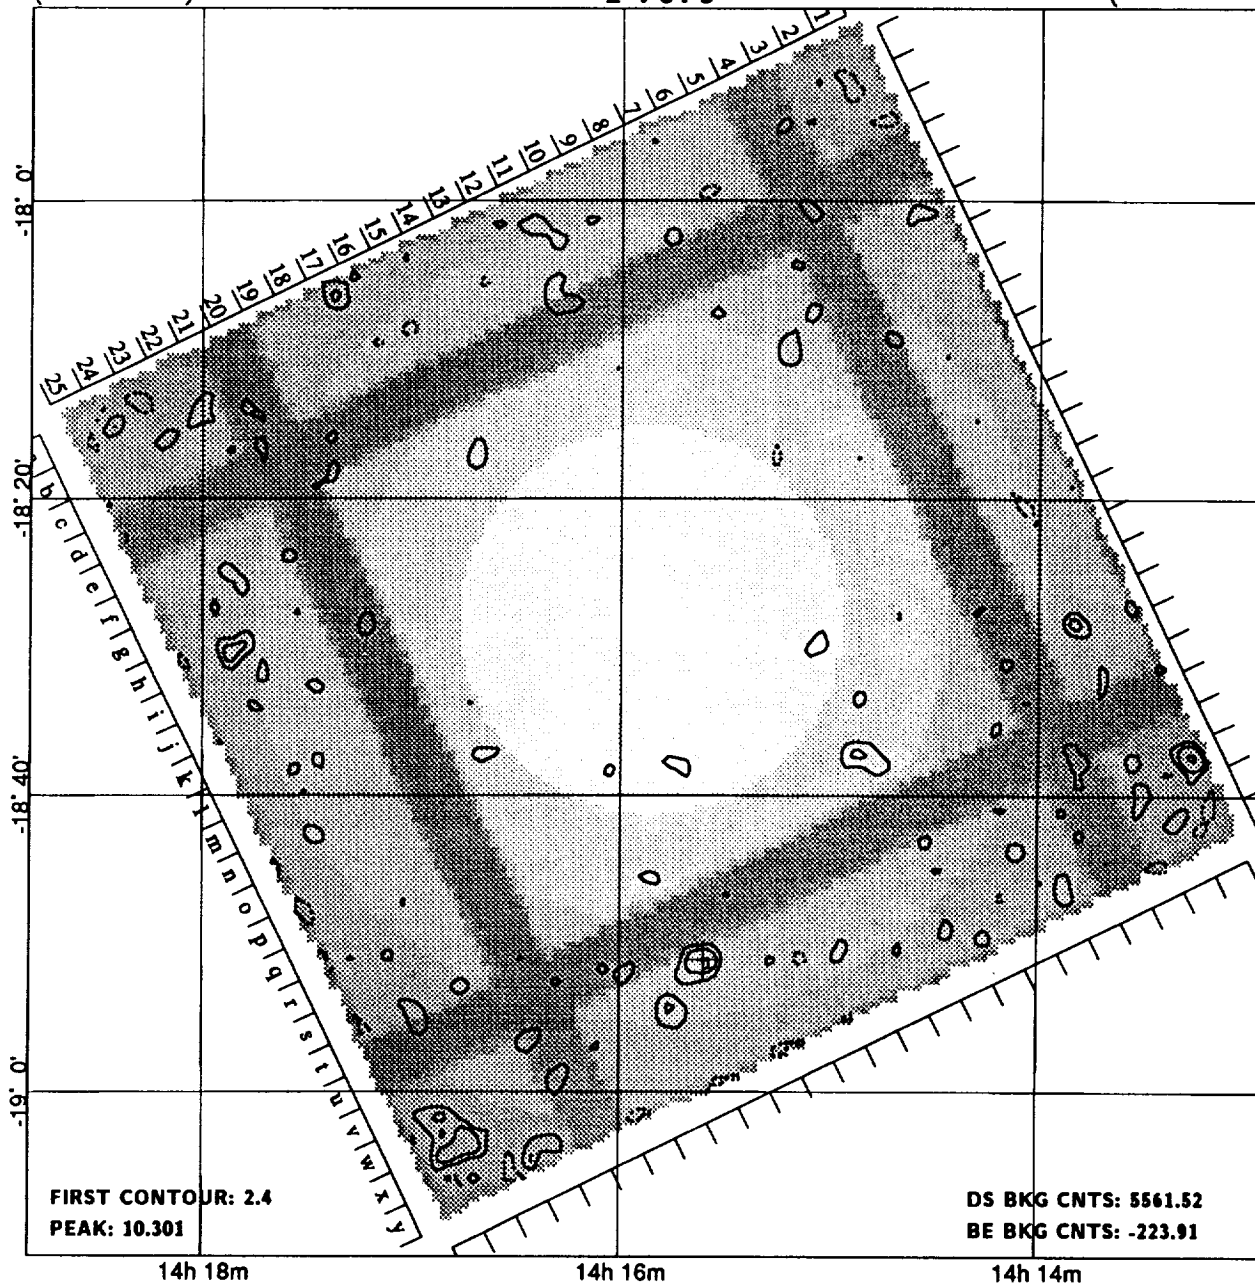 1
2
3
4
5
6
7
8
9
10
11
12
13
14
15
16
17
18
19
20
21
22
23
24
25
b
c
d
e
f
g
h
i
j
k
l
m
n
o
p
q
r
s
t
u
v
w
x
y
-18° 0'
-18° 20'
-18° 40'
-19° 0'
FIRST CONTOUR: 2.4
PEAK: 10.301
DS BKG CNTS: 5561.52
BE BKG CNTS: -223.91
14h 18m
14h 16m
14h 14m